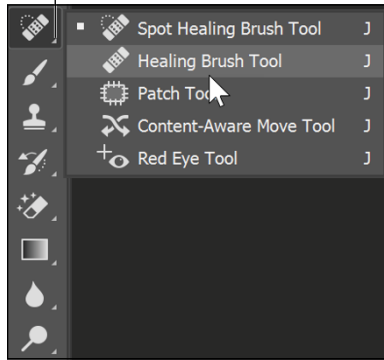 Spot Healing Brush Tool J
Healing Brush Tool J
Patch Tool J
Content-Aware Move Tool J
Red Eye Tool J